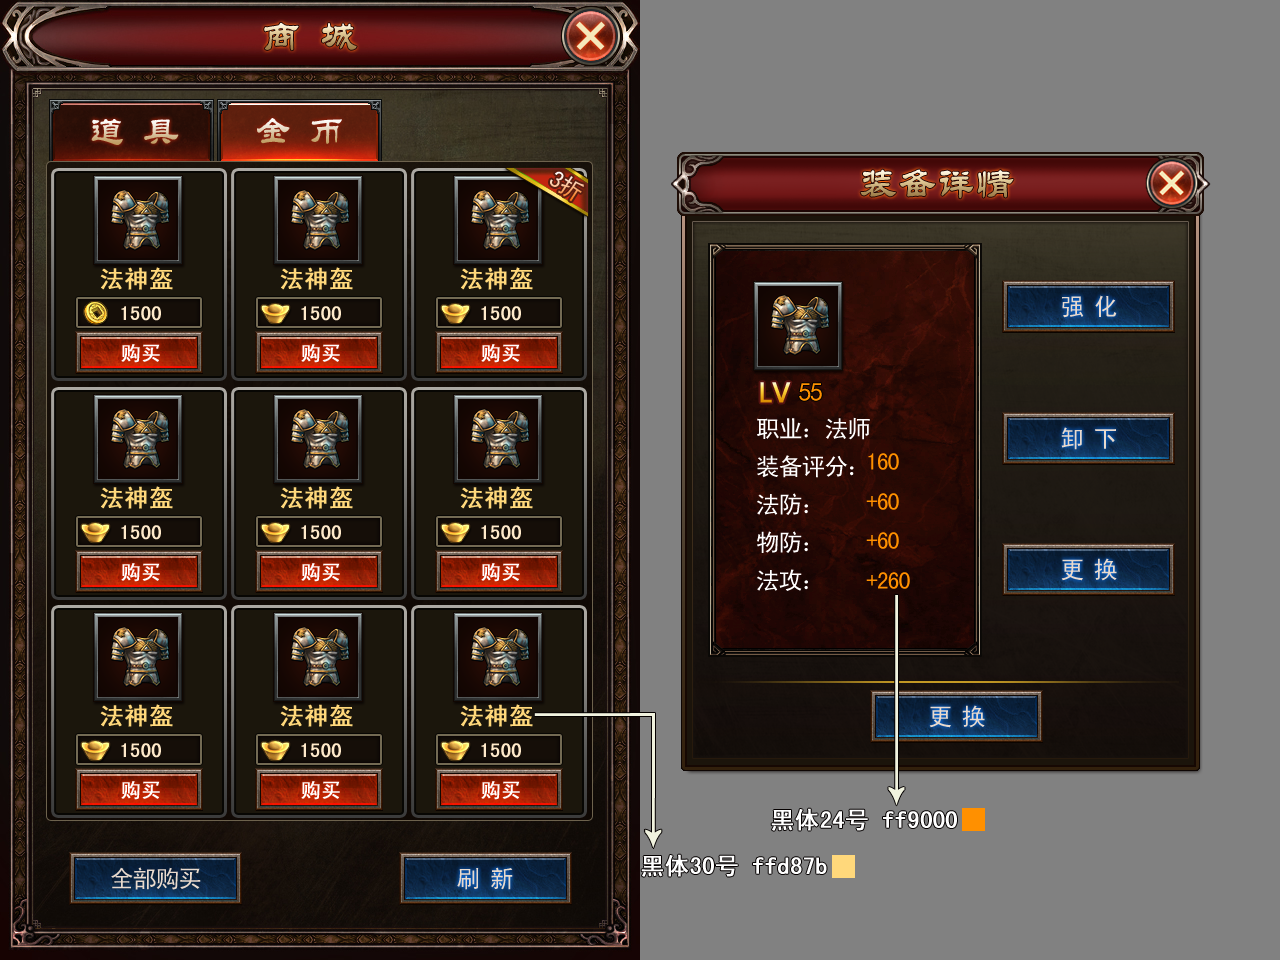 商 城
道 具
金 币
3折
法神盔
法神盔
法神盔
1500
1500
1500
购买
购买
购买
法神盔
法神盔
法神盔
1500
1500
1500
购买
购买
购买
法神盔
法神盔
法神盔
1500
1500
1500
购买
购买
购买
全部购买
刷 新
装备详情
LV 55
职业：法师
装备评分：160
法防：+60
物防：+60
法攻：+260
强 化
卸 下
更 换
更 换
黑体24号 ff9000
黑体30号 ffd87b